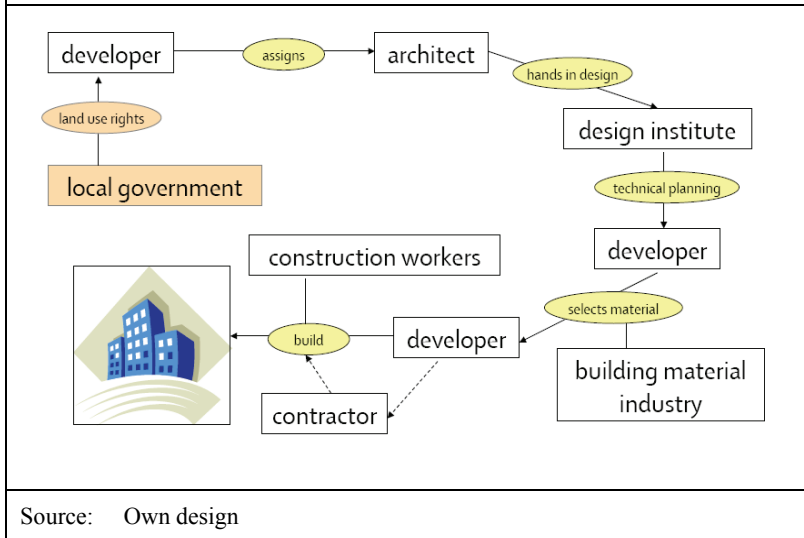 developer
assigns
architect
hands in design
land use rights
design institute
local government
technical planning
developer
construction workers
selects material
build
developer
building material
industry
contractor
Source: Own design